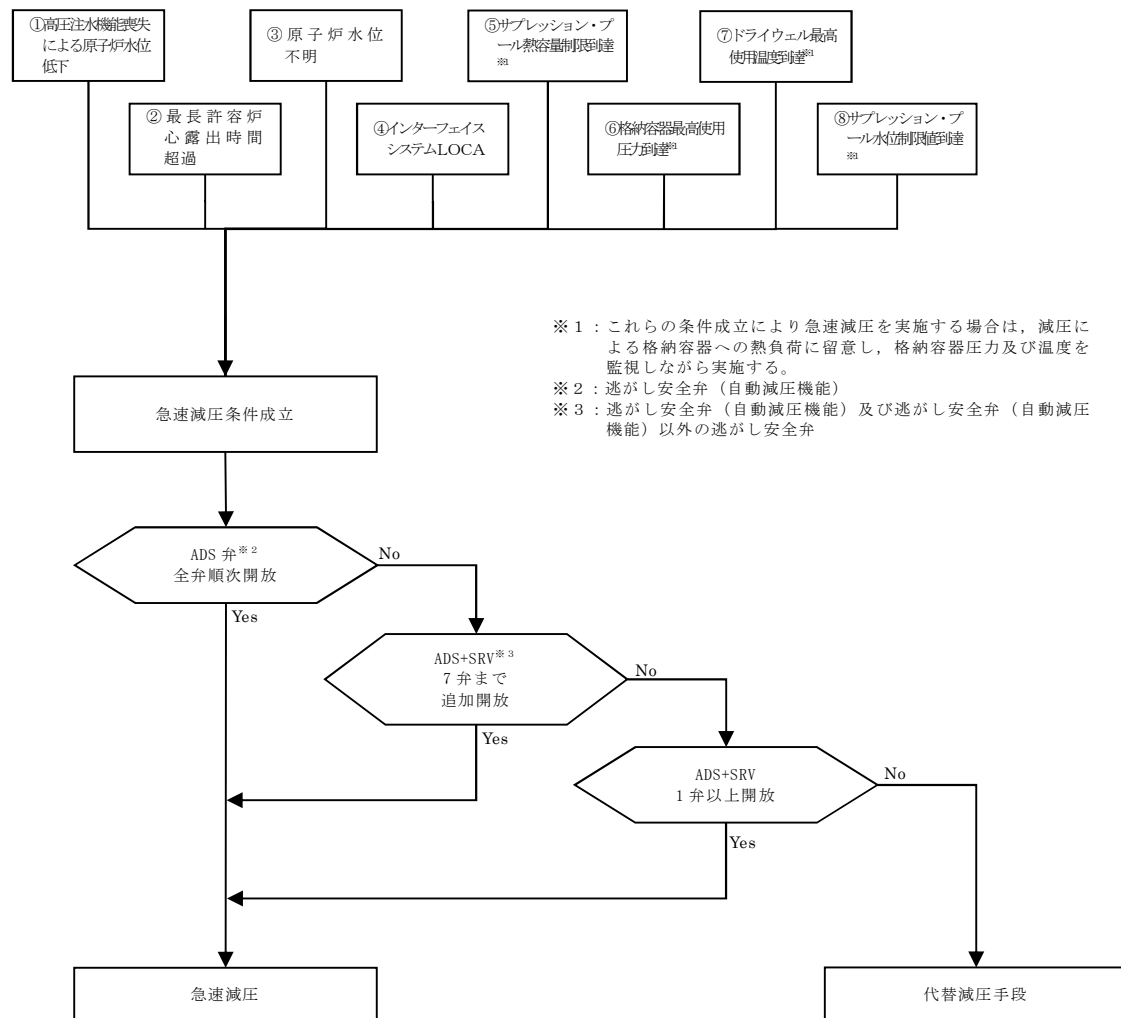 ①高圧注水機能喪失
による原子炉水位
低下
②最長許容炉
心露出時間
超過
③原子炉水位
不明
④インターフェイス
システムLOCA
⑤サプレッション・プ
ール熱容量制限到達
※1
⑥格納容器最高使用
圧力到達※1
⑦ドライウェル最高
使用温度到達※1
⑧サプレッション・プ
ール水位制限値到達
※1
※1：これらの条件成立により急速減圧を実施する場合は，減圧に
よる格納容器への熱負荷に留意し，格納容器圧力及び温度を
監視しながら実施する。
※2：逃がし安全弁（自動減圧機能）
※3：逃がし安全弁（自動減圧機能）及び逃がし安全弁（自動減圧
機能）以外の逃がし安全弁
急速減圧条件成立
ADS 弁※2
全弁順次開放
No
Yes
ADS+SRV※3
7弁まで
追加開放
No
Yes
ADS+SRV
1弁以上開放
No
Yes
急速減圧
代替減圧手段